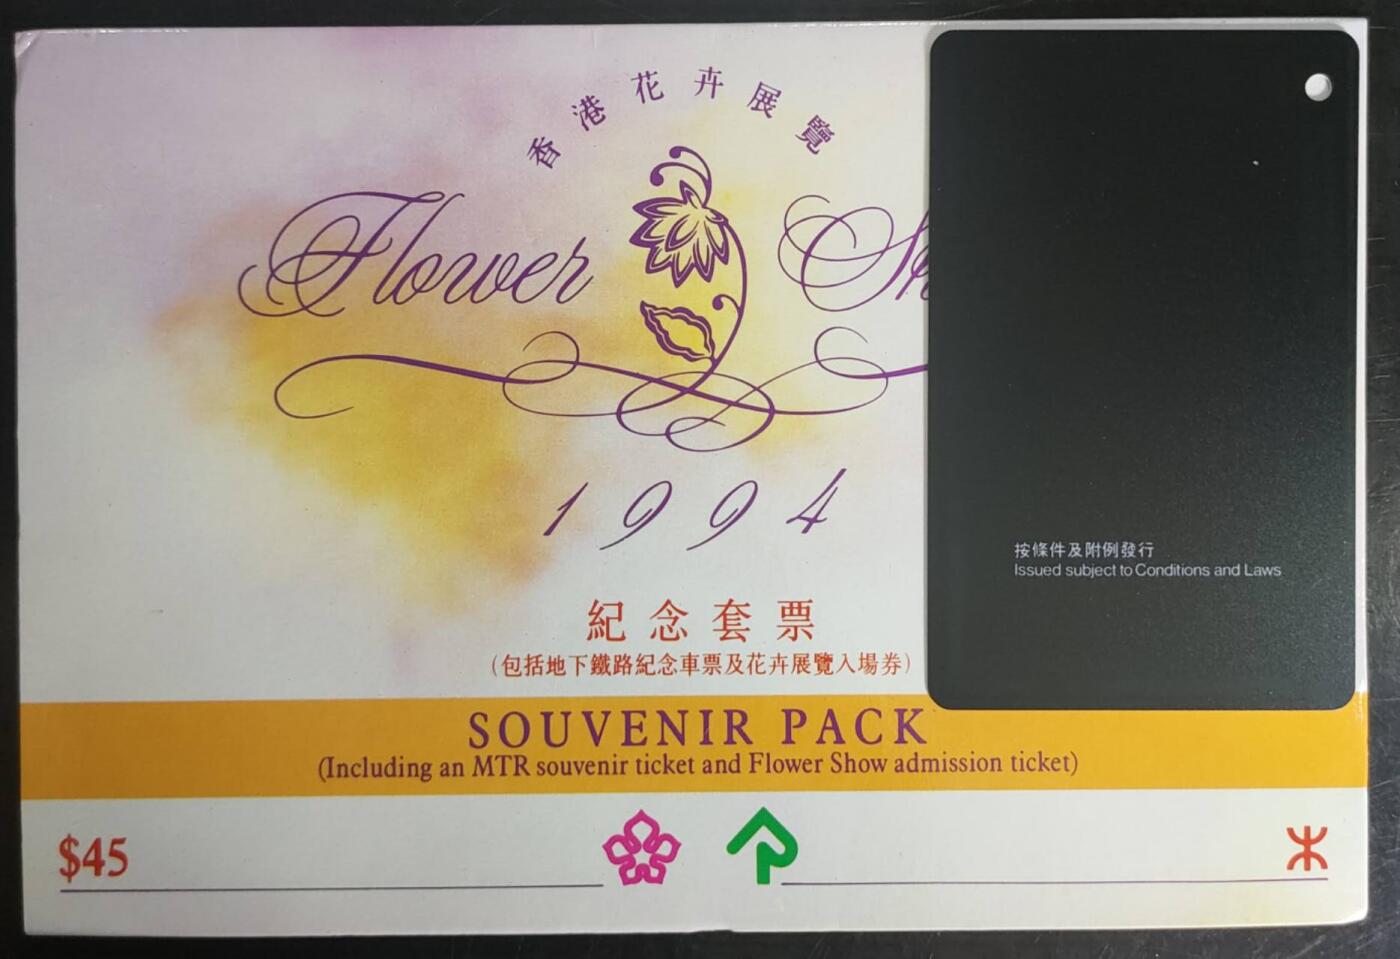 香港花卉展覽
Flower
1994
紀念套票
(包括地下鐵路紀念車票及花卉展覽入場券)
SOUVENIR PACK
(Including an MTR souvenir ticket and Flower Show admission ticket)
$45
按條件及附例發行
Issued subject to Conditions and Laws